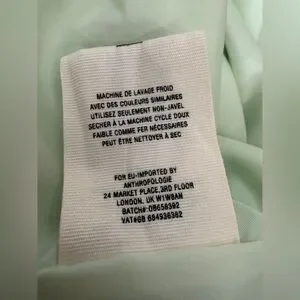 MACHINE DE LAVAGE FROID
AVEC DES COULEURS SIMILAIRES
UTILISEZ SEULEMENT NON-JAVEL
SECHER À LA MACHINE CYCLE DOUX
FAIBLE COMME FER NÉCESSAIRES
PEUT ÊTRE NETTOYER À SEC
FOR EU-IMPORTED BY
ANTHROPOLOGIE
24 MARKET PLACE, 3RD FLOOR
LONDON, UK W1W8AN
BATCH#: OB658392
VAT#GB 684936382